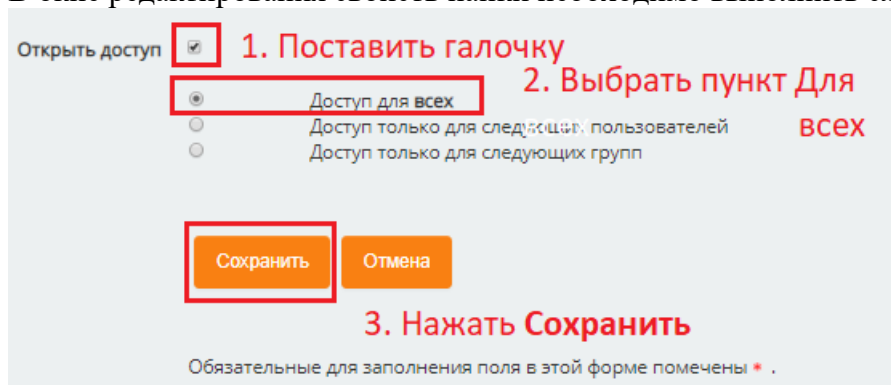 Открыть доступ 1. Поставить галочку
2. Выбрать пункт Для
всех
Доступ для всех
Доступ только для следующих пользователей
Доступ только для следующих групп
Сохранить Отмена
3. Нажать Сохранить
Обязательные для заполнения поля в этой форме помечены * .